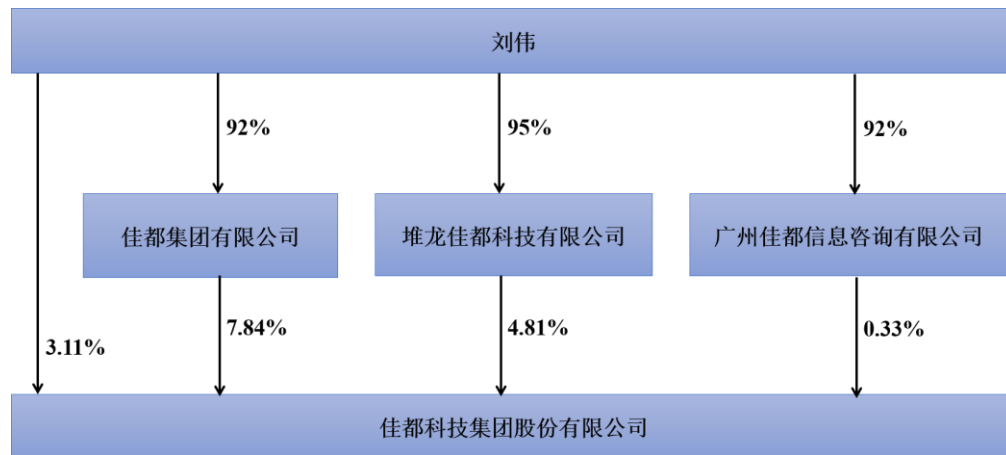 刘伟
92%
95%
92%
佳都集团有限公司
堆龙佳都科技有限公司
广州佳都信息咨询有限公司
3.11%
7.84%
4.81%
0.33%
佳都科技集团股份有限公司